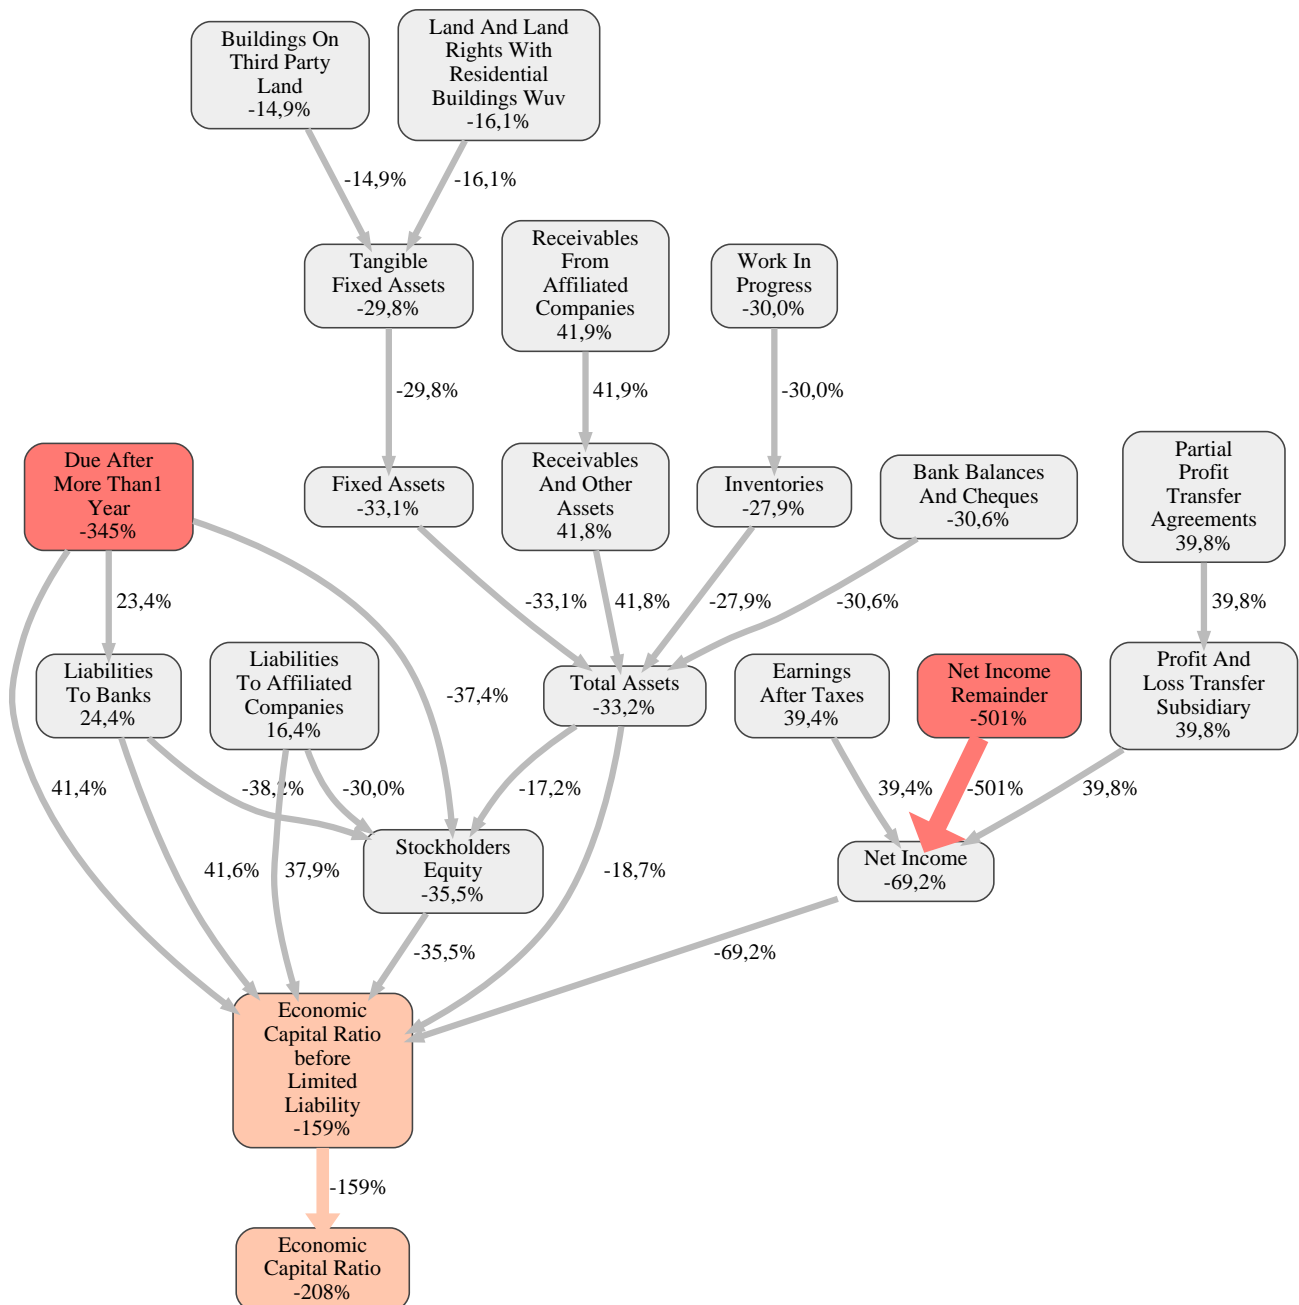 Buildings On
Third Party
Land
-14,9%
Land And Land
Rights With
Residential
Buildings Wuv
-16,1%
-14,9%
-16,1%
Tangible
Fixed Assets
-29,8%
Receivables
From
Affiliated
Companies
41,9%
Work In
Progress
-30,0%
-29,8%
41,9%
-30,0%
Due After
More Than1
Year
-345%
Fixed Assets
-33,1%
Receivables
And Other
Assets
41,8%
Inventories
-27,9%
Bank Balances
And Cheques
-30,6%
Partial
Profit
Transfer
Agreements
39,8%
23,4%
-33,1%
41,8%
-27,9%
-30,6%
39,8%
Liabilities
To Banks
24,4%
Liabilities
To Affiliated
Companies
16,4%
-37,4%
Total Assets
-33,2%
Earnings
After Taxes
39,4%
Net Income
Remainder
-501%
Profit And
Loss Transfer
Subsidiary
39,8%
41,4%
-38,2%
-30,0%
-17,2%
39,4%
-501%
39,8%
41,6%
37,9%
Stockholders
Equity
-35,5%
-18,7%
Net Income
-69,2%
-35,5%
-69,2%
Economic
Capital Ratio
before
Limited
Liability
-159%
-159%
Economic
Capital Ratio
-208%